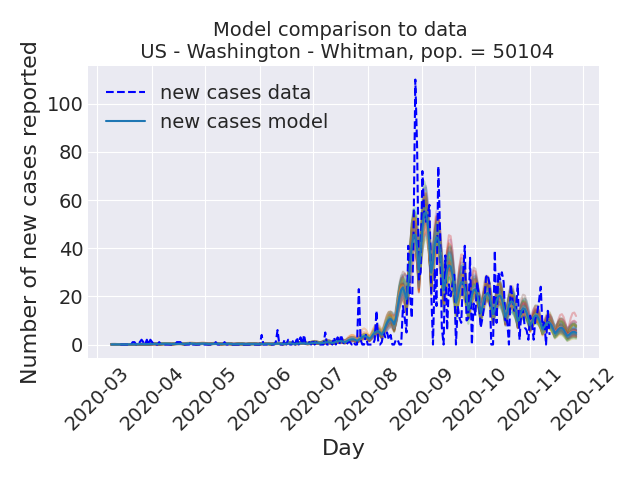 Model comparison to data
US - Washington - Whitman, pop. = 50104
Number of new cases reported
100
80
60
40
20
0
new cases data
new cases model
2020-03
2020-04
2020-05
2020-06
2020-07
2020-08
2020-09
2020-10
2020-11
2020-12
Day